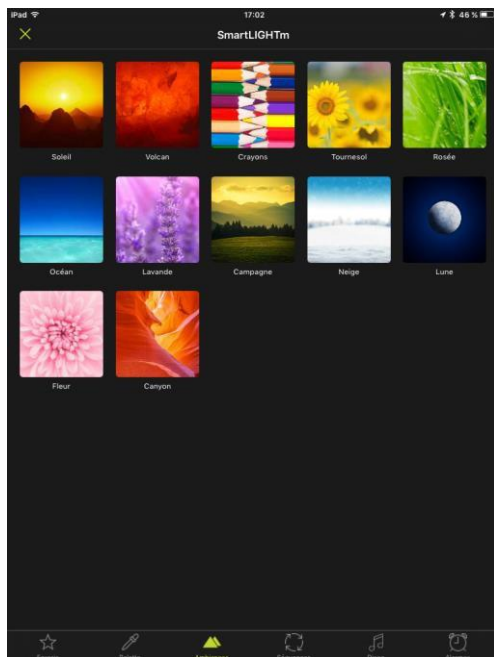 iPad 17:02 46 %
SmartLIGHTm
Soleil Volcan Crayons Tournesol Rosée
Océan Lavande Campagne Neige Lune
Fleur Canyon